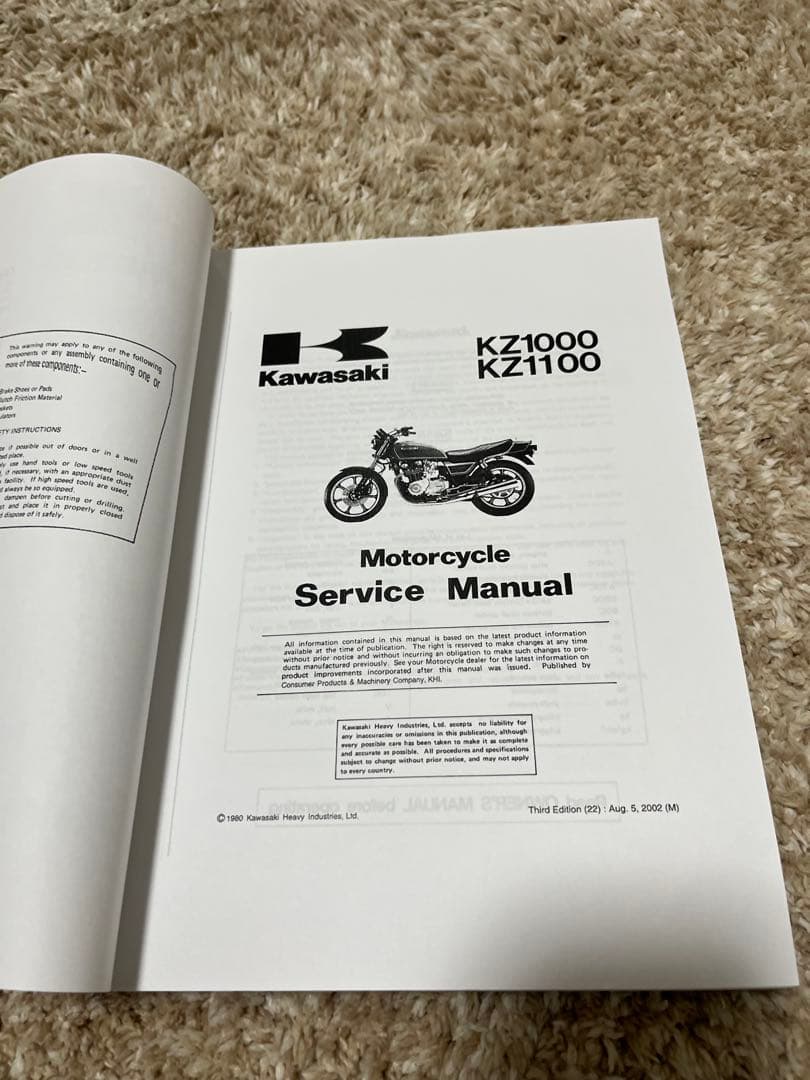 This warning may apply to any of the following
components or any assembly containing one or
more of these components:-
Brake Shoes or Pads
Clutch Friction Material
TY INSTRUCTIONS
if possible out of doors or in a well
place.
use hand tools or low speed tools
if necessary, with an appropriate dust
facility. If high speed tools are used,
always be so equipped.
dampen before cutting or drilling.
and place it in properly closed
dispose of it safely.
Kawasaki
KZ1000
KZ1100
Motorcycle
Service Manual
All information contained in this manual is based on the latest product information
available at the time of publication. The right is reserved to make changes at any time
without prior notice and without incurring an obligation to make such changes to pro-
ducts manufactured previously. See your Motorcycle dealer for the latest information on
product improvements incorporated after this manual was issued. Published by
Consumer Products & Machinery Company, KHI.
Kawasaki Heavy Industries, Ltd. accepts no liability for
any inaccuracies or omissions in this publication, although
every possible care has been taken to make it as complete
and accurate as possible. All procedures and specifications
subject to change without prior notice, and may not apply
to every country.
© 1980 Kawasaki Heavy Industries, Ltd.
Third Edition (22) : Aug. 5, 2002 (M)